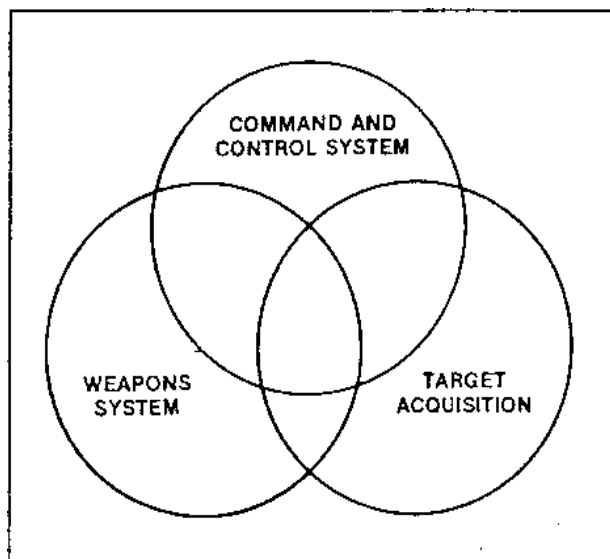 COMMAND AND
CONTROL SYSTEM
WEAPONS
SYSTEM
TARGET
ACQUISITION